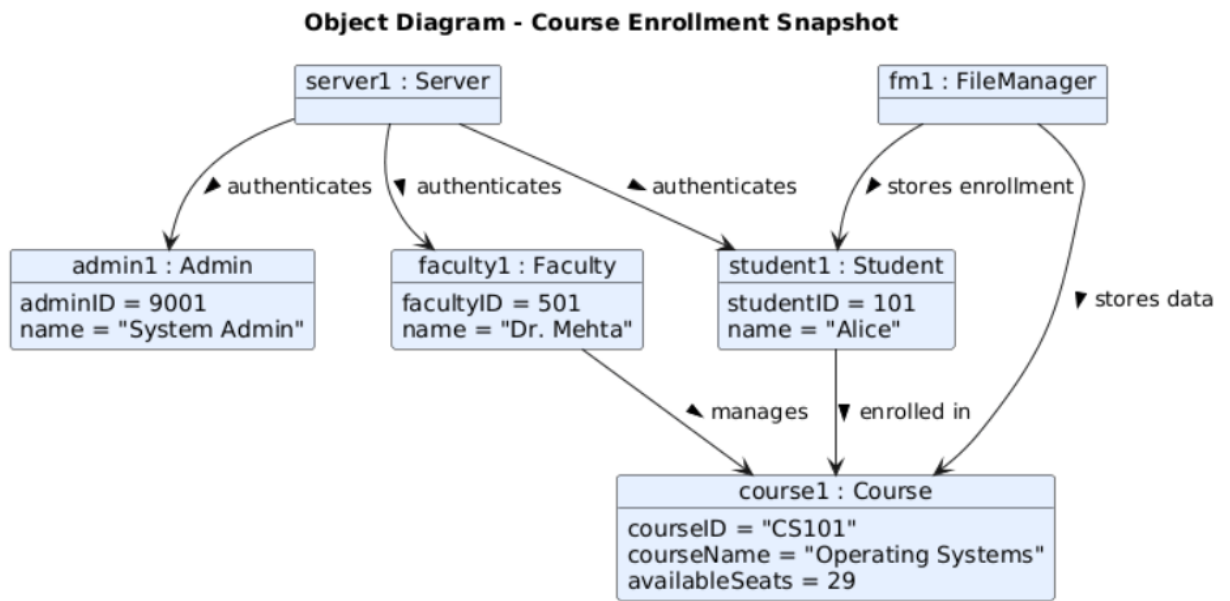 Object Diagram - Course Enrollment Snapshot
server1 : Server
fm1 : FileManager
authenticates
authenticates
authenticates
stores enrollment
admin1 : Admin
adminID = 9001
name = "System Admin"
faculty1 : Faculty
facultyID = 501
name = "Dr. Mehta"
student1 : Student
studentID = 101
name = "Alice"
stores data
manages
enrolled in
course1 : Course
courseID = "CS101"
courseName = "Operating Systems"
availableSeats = 29